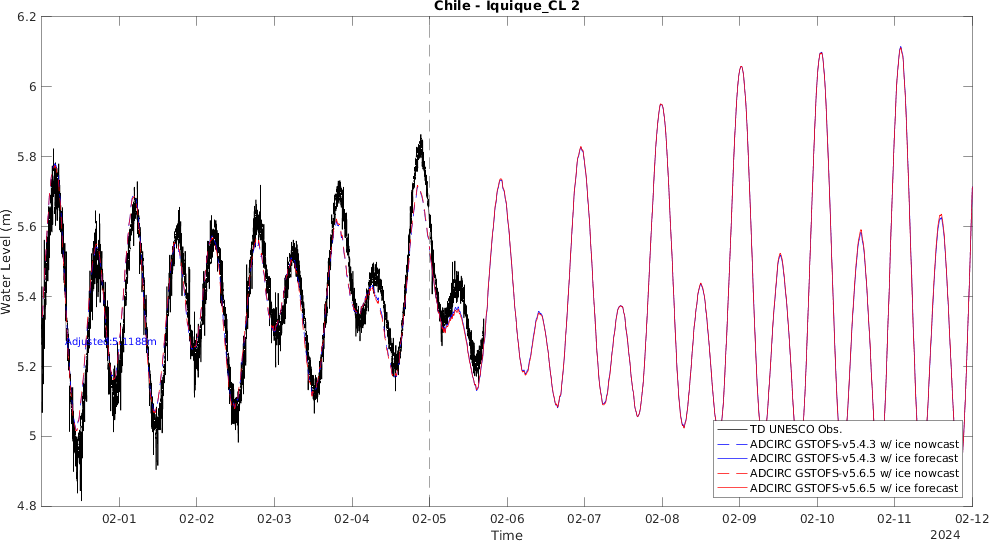 Chile - Iquique_CL 2
6.2
6
5.8
5.6
5.4
5.2
5
4.8
Water Level (m)
Adjusted:5.1188m
TD UNESCO Obs.
ADCIRC GSTOFS-v5.4.3 w/ ice nowcast
ADCIRC GSTOFS-v5.4.3 w/ ice forecast
ADCIRC GSTOFS-v5.6.5 w/ ice nowcast
ADCIRC GSTOFS-v5.6.5 w/ ice forecast
02-01 02-02 02-03 02-04 02-05 02-06 02-07 02-08 02-09 02-10 02-11 02-12
Time
2024